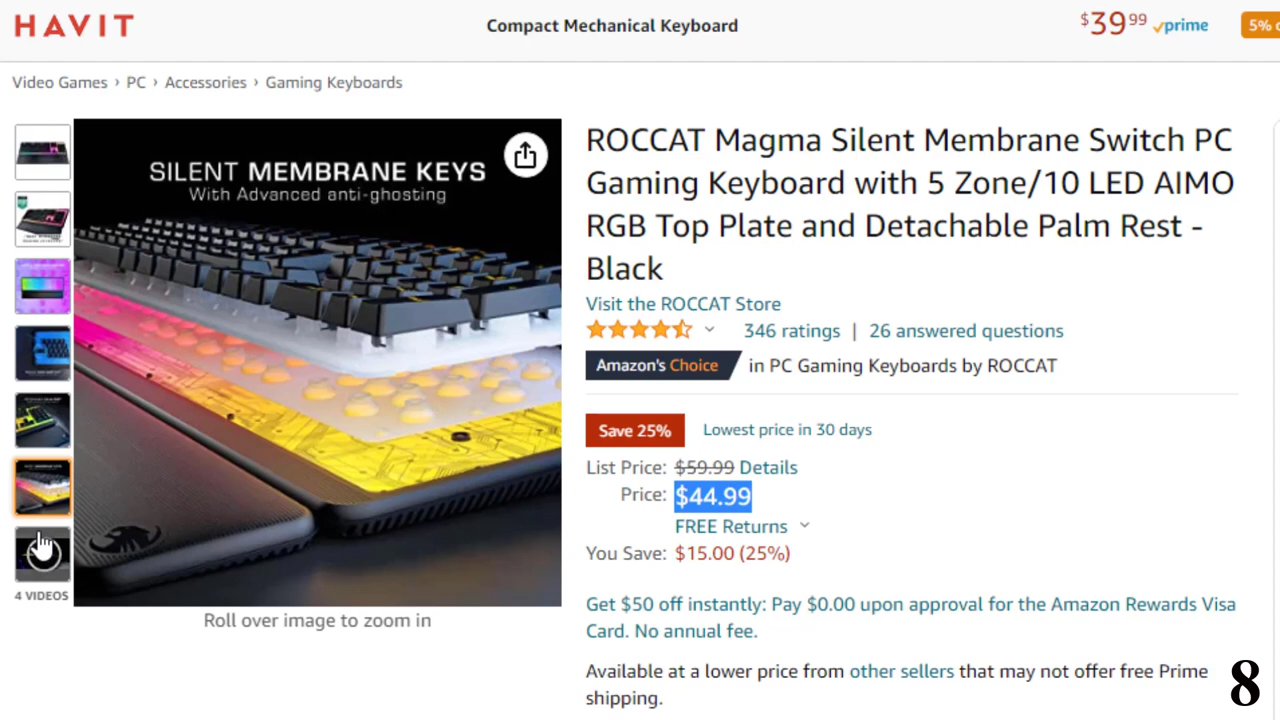 HAVIT
Compact Mechanical Keyboard
$39 99 prime
5%
Video Games › PC › Accessories › Gaming Keyboards
SILENT MEMBRANE KEYS
With Advanced anti-ghosting
ROCCAT Magma Silent Membrane Switch PC
Gaming Keyboard with 5 Zone/10 LED AIMO
RGB Top Plate and Detachable Palm Rest -
Black
Visit the ROCCAT Store
346 ratings | 26 answered questions
Amazon's Choice in PC Gaming Keyboards by ROCCAT
Save 25% Lowest price in 30 days
List Price: $59.99 Details
Price: $44.99
FREE Returns
You Save: $15.00 (25%)
4 VIDEOS
Roll over image to zoom in
Get $50 off instantly: Pay $0.00 upon approval for the Amazon Rewards Visa
Card. No annual fee.
Available at a lower price from other sellers that may not offer free Prime
shipping.
8